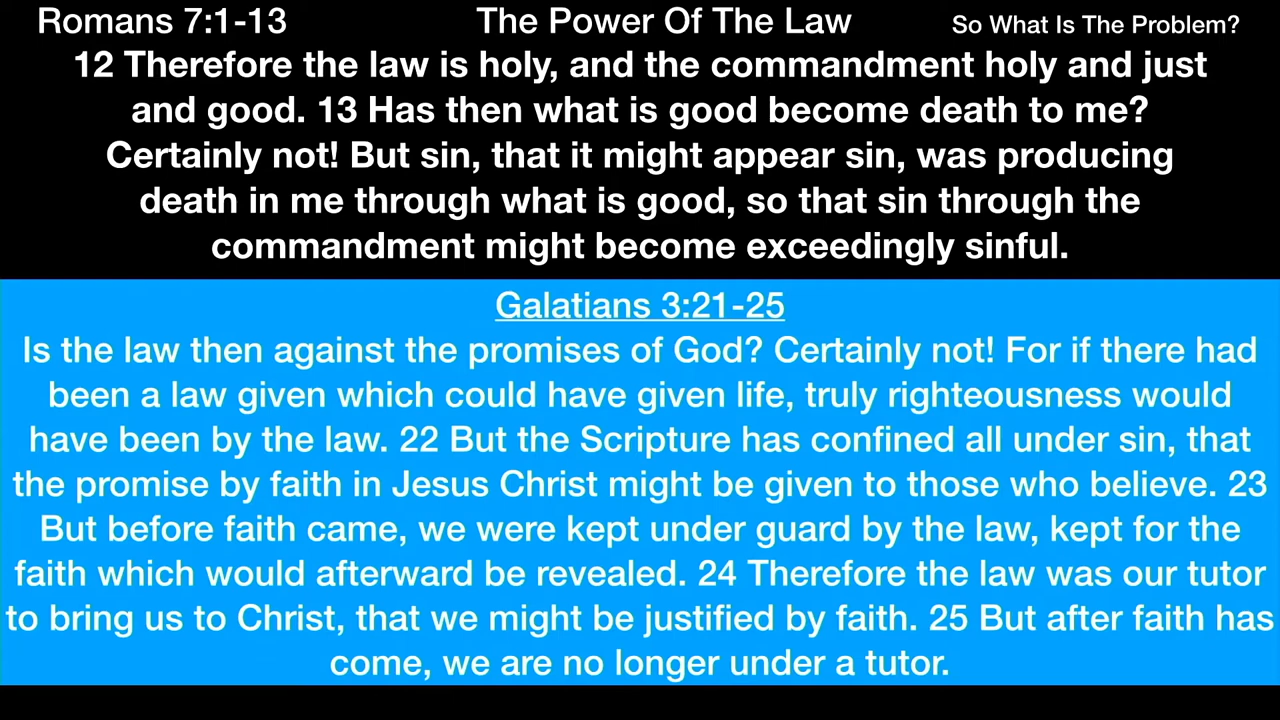 Romans 7:1-13 The Power Of The Law So What Is The Problem?
12 Therefore the law is holy, and the commandment holy and just
and good. 13 Has then what is good become death to me?
Certainly not! But sin, that it might appear sin, was producing
death in me through what is good, so that sin through the
commandment might become exceedingly sinful.
Galatians 3:21-25
Is the law then against the promises of God? Certainly not! For if there had
been a law given which could have given life, truly righteousness would
have been by the law. 22 But the Scripture has confined all under sin, that
the promise by faith in Jesus Christ might be given to those who believe. 23
But before faith came, we were kept under guard by the law, kept for the
faith which would afterward be revealed. 24 Therefore the law was our tutor
to bring us to Christ, that we might be justified by faith. 25 But after faith has
come, we are no longer under a tutor.